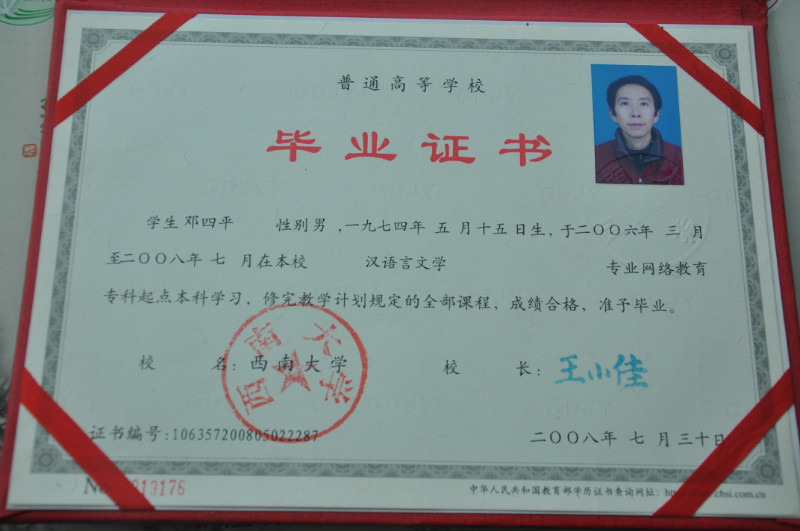 普通高等学校
毕业证书
学生 邓四平 性别 男 ,一九七四年 五 月 十五 日生, 于二〇〇六年 三 月
至二〇〇八年 七 月在本校 汉语言文学 专业网络教育
专科起点本科学习, 修完教学计划规定的全部课程, 成绩合格, 准予毕业。
校 名: 西南大学 校 长: 王小佳
西南大学
证书编号: 106357200805022287 二〇〇八年 七 月 三十日
中华人民共和国教育部学历证书查询网址: